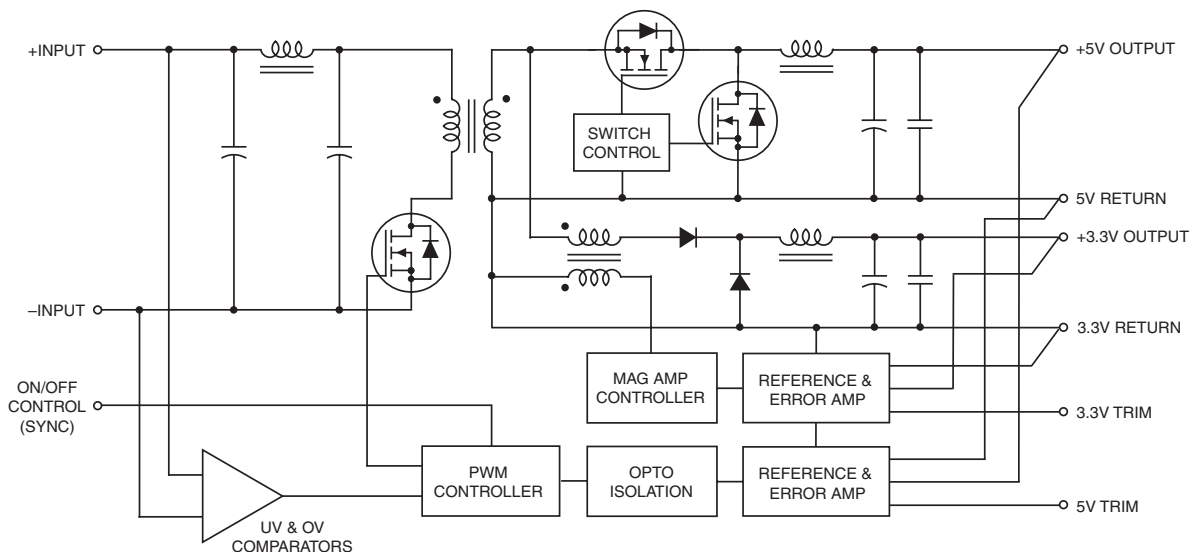 +INPUT
+5V OUTPUT
SWITCH
CONTROL
5V RETURN
+3.3V OUTPUT
–INPUT
3.3V RETURN
ON/OFF
CONTROL
(SYNC)
MAG AMP
CONTROLLER
REFERENCE &
ERROR AMP
3.3V TRIM
PWM
CONTROLLER
OPTO
ISOLATION
REFERENCE &
ERROR AMP
5V TRIM
UV & OV
COMPARATORS